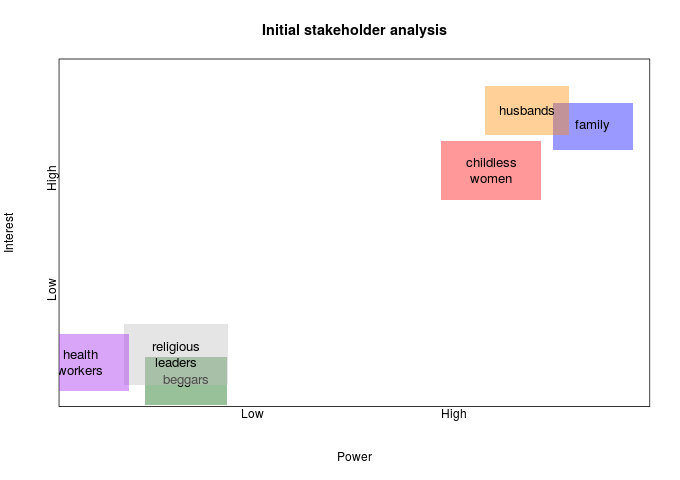 Initial stakeholder analysis
husbands
family
childless
women
High
Interest
Low
religious
leaders
health
workers
beggars
Low
High
Power